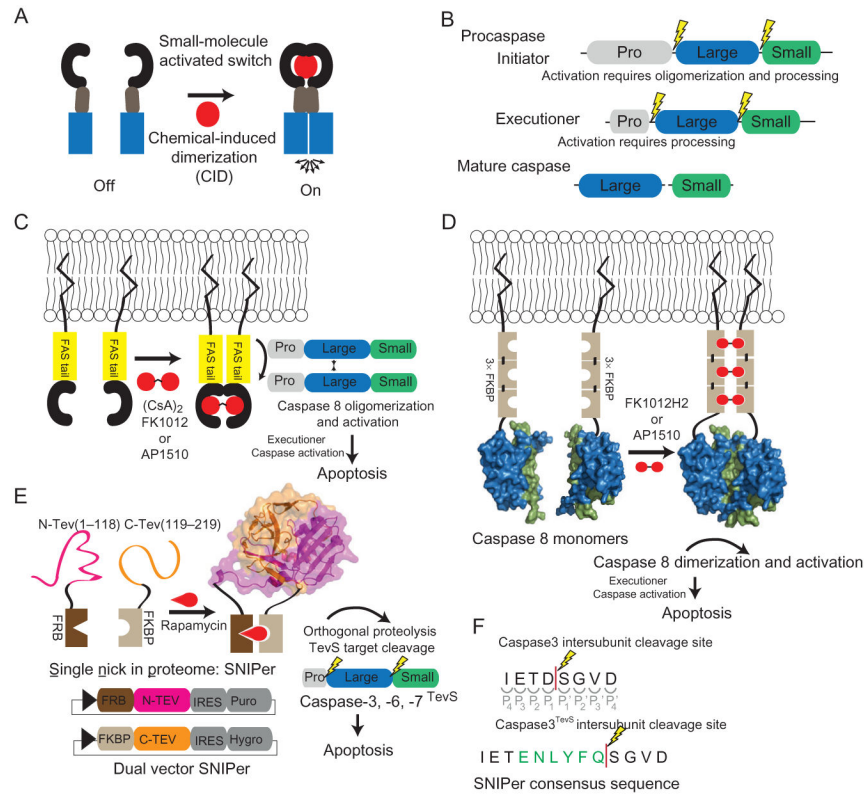 A
Small-molecule
activated switch
Chemical-induced
dimerization
(CID)
Off
On
B
Procaspase
Initiator
Pro
Large
Small
Activation requires oligomerization and processing
Executioner
Pro
Large
Small
Activation requires processing
Mature caspase
Large
Small
C
FAS tail
FAS tail
FAS tail
FAS tail
(CsA)2
FK1012
or
AP1510
Pro
Large
Small
Pro
Large
Small
Caspase 8 oligomerization
and activation
Executioner
Caspase activation
Apoptosis
D
3× FKBP
3× FKBP
FK1012H2
or
AP1510
Caspase 8 monomers
Caspase 8 dimerization and activation
Executioner
Caspase activation
Apoptosis
E
N-Tev(1–118) C-Tev(119–219)
FRB
FKBP
Rapamycin
Single nick in proteome: SNIPer
FRB
N-TEV
IRES
Puro
FKBP
C-TEV
IRES
Hygro
Dual vector SNIPer
Orthogonal proteolysis
TevS target cleavage
Pro
Large
Small
Caspase-3, -6, -7 TevS
Apoptosis
F
Caspase3 intersubunit cleavage site
I E T D S G V D
P4 P3 P2 P1 P1' P2' P3' P4'
Caspase3TevS intersubunit cleavage site
I E T E N L Y F Q S G V D
SNIPer consensus sequence